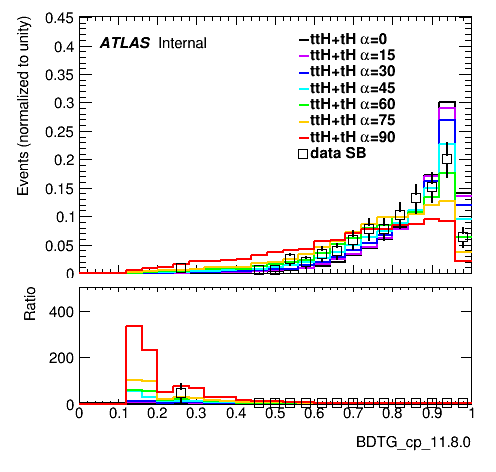 Events (normalized to unity)
0.45
0.4
0.35
0.3
0.25
0.2
0.15
0.1
0.05
0
ATLAS Internal
ttH+tH α=0
ttH+tH α=15
ttH+tH α=30
ttH+tH α=45
ttH+tH α=60
ttH+tH α=75
ttH+tH α=90
data SB
Ratio
400
200
0
0 0.1 0.2 0.3 0.4 0.5 0.6 0.7 0.8 0.9 1
BDTG_cp_11.8.0